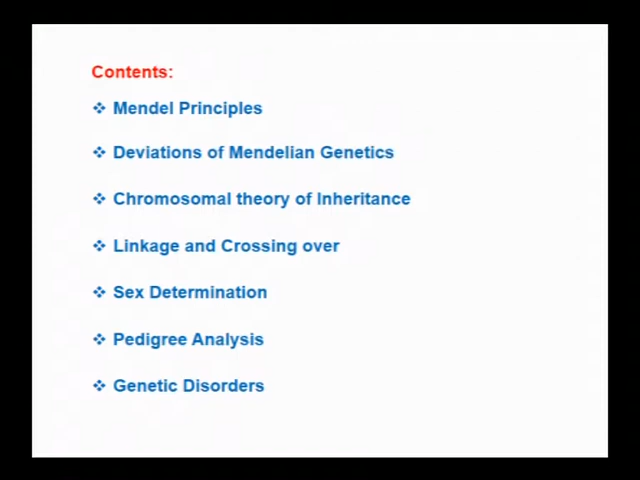 Contents:
❖ Mendel Principles
❖ Deviations of Mendelian Genetics
❖ Chromosomal theory of Inheritance
❖ Linkage and Crossing over
❖ Sex Determination
❖ Pedigree Analysis
❖ Genetic Disorders